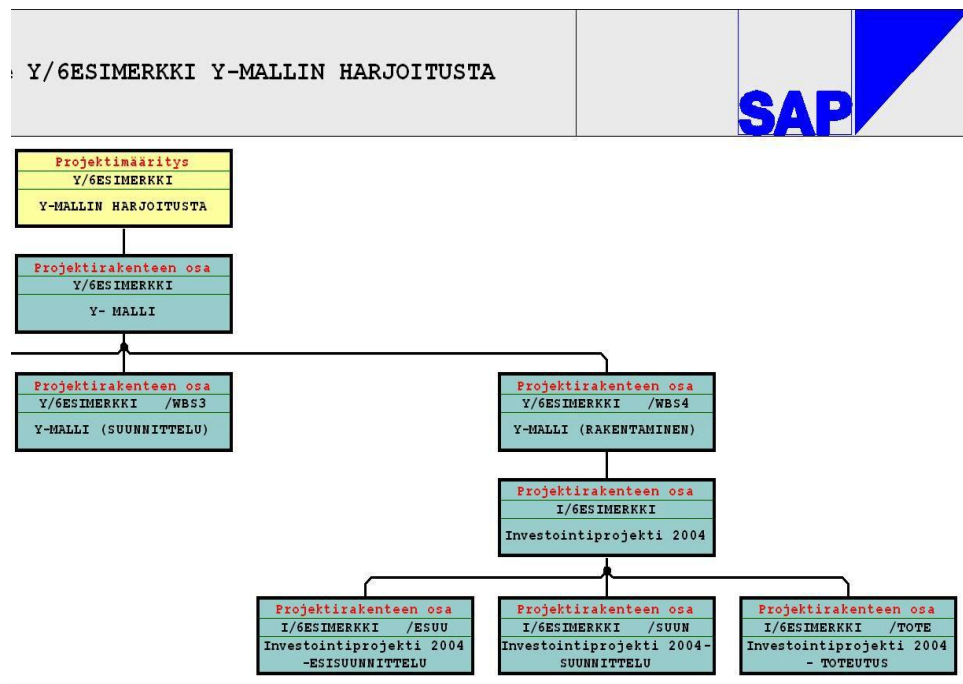 Y/6ESIMERKKI Y-MALLIN HARJOITUSTA
SAP
Projektimääritys
Y/6ESIMERKKI
Y-MALLIN HARJOITUSTA
Projektirakenteen osa
Y/6ESIMERKKI
Y- MALLI
Projektirakenteen osa
Y/6ESIMERKKI /WBS3
Y-MALLI (SUUNNITTELU)
Projektirakenteen osa
Y/6ESIMERKKI /WBS4
Y-MALLI (RAKENTAMINEN)
Projektirakenteen osa
I/6ESIMERKKI
Investointiprojekti 2004
Projektirakenteen osa
I/6ESIMERKKI /ESUU
Investointiprojekti 2004
-ESISUUNNITTELU
Projektirakenteen osa
I/6ESIMERKKI /SUUN
Investointiprojekti 2004-
SUUNNITTELU
Projektirakenteen osa
I/6ESIMERKKI /TOTE
Investointiprojekti 2004
- TOTEUTUS